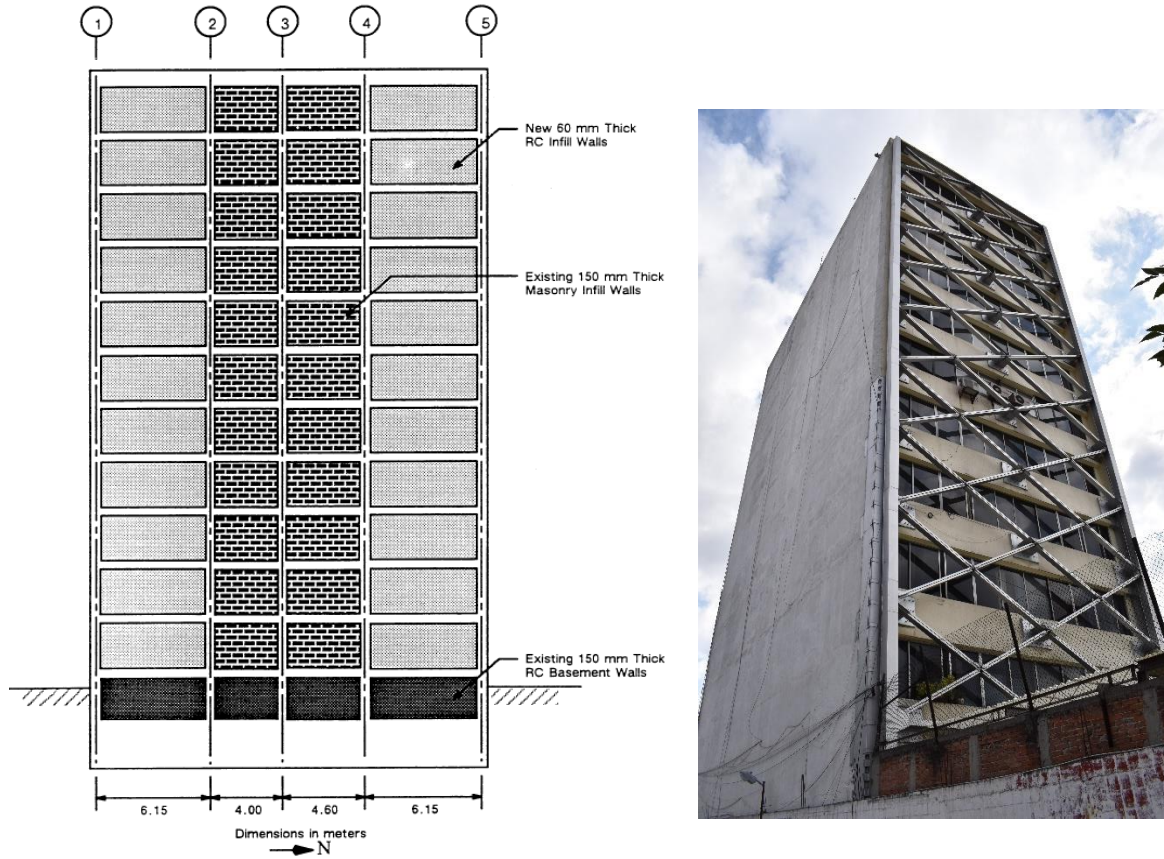 1 2 3 4 5
New 60 mm Thick
RC Infill Walls
Existing 150 mm Thick
Masonry Infill Walls
Existing 150 mm Thick
RC Basement Walls
6.15 4.00 4.60 6.15
Dimensions in meters
N